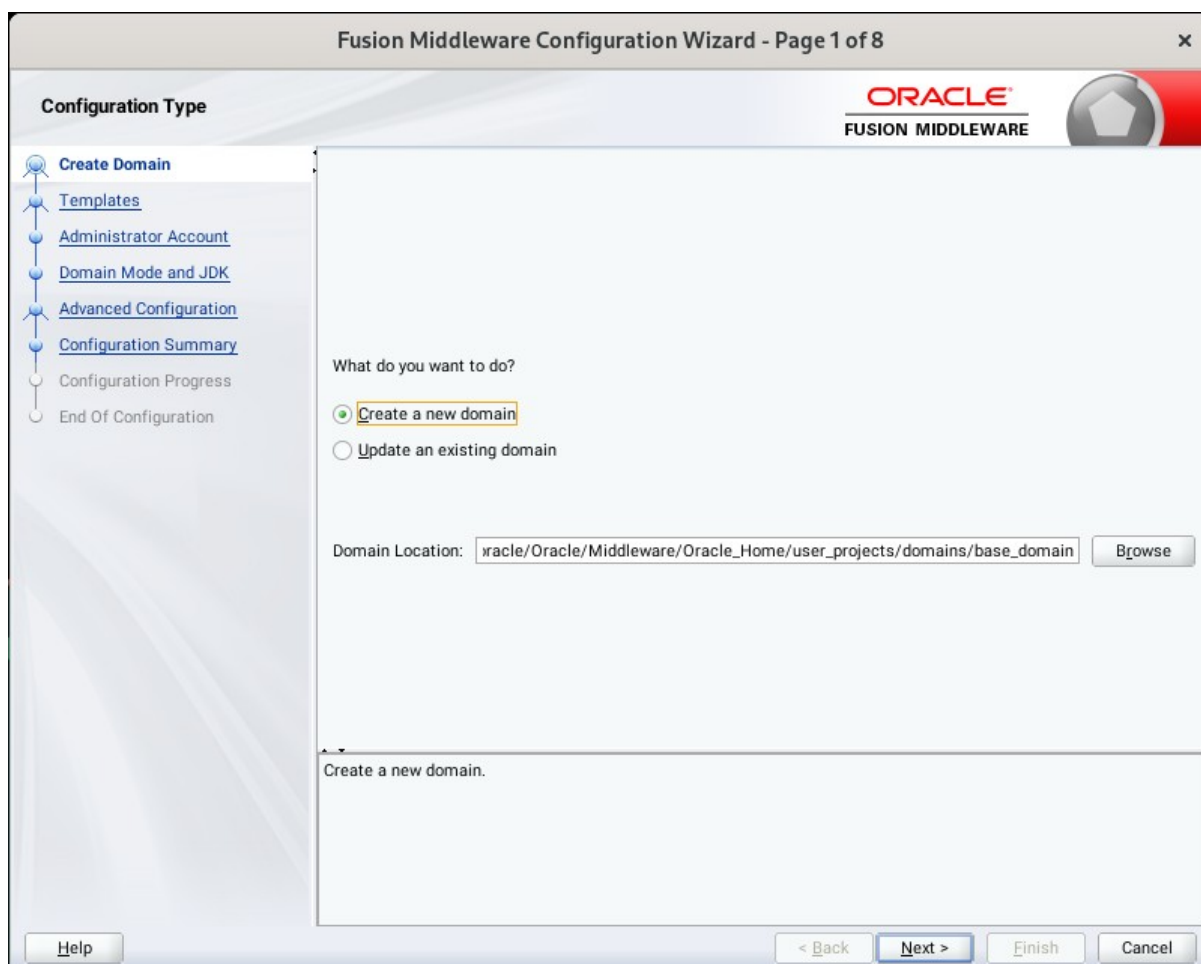 Fusion Middleware Configuration Wizard - Page 1 of 8
Configuration Type
ORACLE
FUSION MIDDLEWARE
Create Domain
Templates
Administrator Account
Domain Mode and JDK
Advanced Configuration
Configuration Summary
Configuration Progress
End Of Configuration
What do you want to do?
Create a new domain
Update an existing domain
Domain Location: racle/Oracle/Middleware/Oracle_Home/user_projects/domains/base_domain Browse
Create a new domain.
Help < Back Next > Finish Cancel